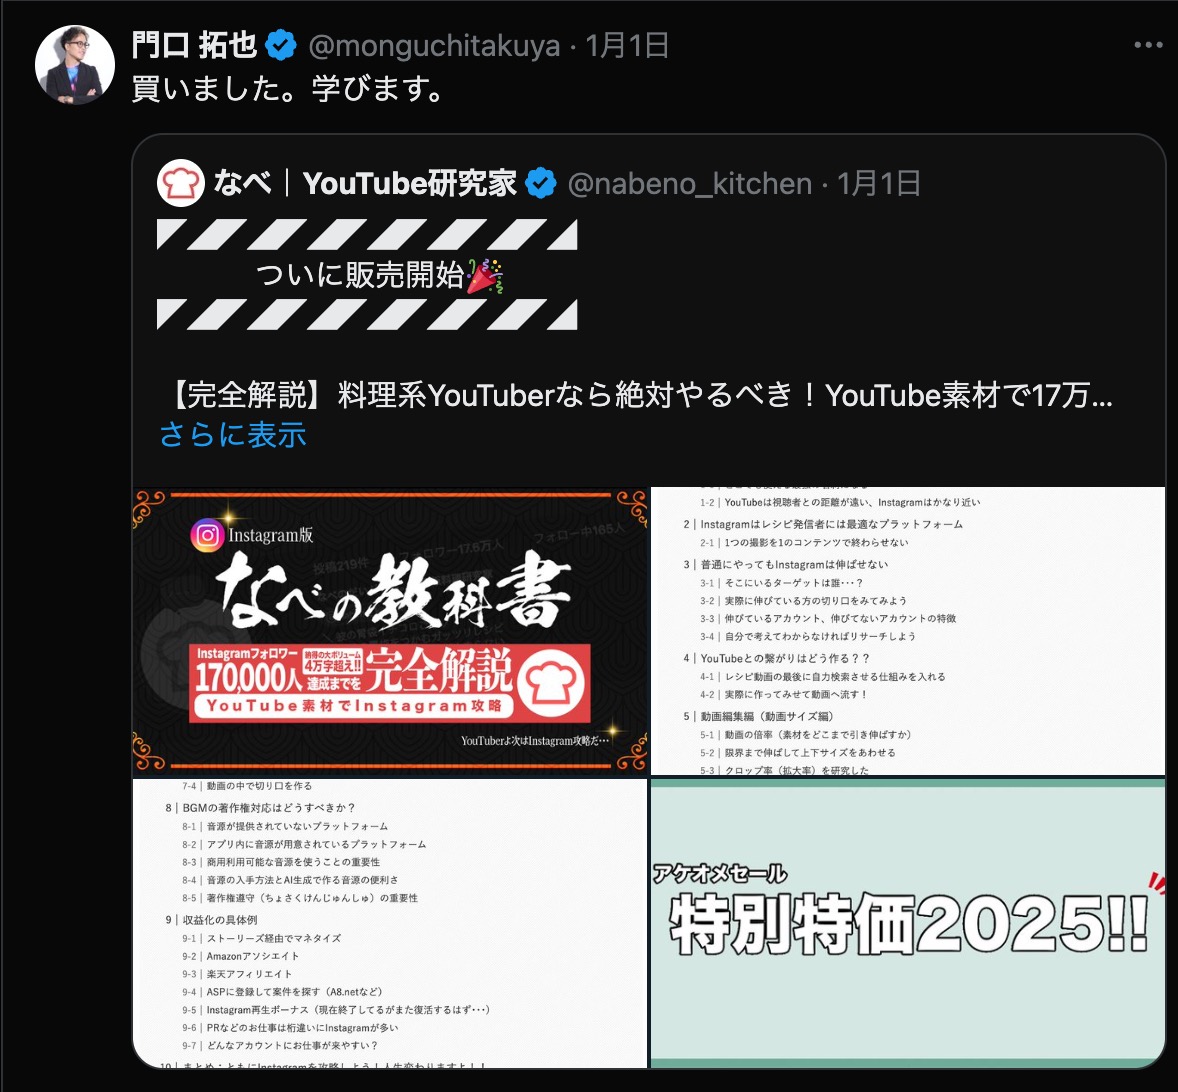 門口 拓也 @monguchitakuya · 1月1日
買いました。学びます。
なべ｜YouTube研究家 @nabeno_kitchen · 1月1日
ついに販売開始🎉
【完全解説】料理系YouTuberなら絶対やるべき！YouTube素材で17万...
さらに表示
Instagram版
投稿219件 フォロワー17.6万人 フォロー中165人
なべの教科書
Instagramフォロワー
170,000人
納得の大ボリューム
4万字超え!!
達成までを
完全解説
YouTube素材でInstagram攻略
YouTuberよ次はInstagram攻略だ…
1-2｜YouTubeは視聴者との距離が遠い、Instagramはかなり近い
2｜Instagramはレシピ発信者には最適なプラットフォーム
2-1｜1つの撮影を1のコンテンツで終わらせない
3｜普通にやってもInstagramは伸ばせない
3-1｜そこにいるターゲットは誰･･･？
3-2｜実際に伸びている方の切り口をみてみよう
3-3｜伸びているアカウント、伸びてないアカウントの特徴
3-4｜自分で考えてわからなければリサーチしよう
4｜YouTubeとの繋がりはどう作る？？
4-1｜レシピ動画の最後に自力検索させる仕組みを入れる
4-2｜実際に作ってみせて動画へ流す！
5｜動画編集編（動画サイズ編）
5-1｜動画の倍率（素材をどこまで引き伸ばすか）
5-2｜限界まで伸ばして上下サイズをあわせる
5-3｜クロップ率（拡大率）を研究した
7-4｜動画の中で切り口を作る
8｜BGMの著作権対応はどうすべきか？
8-1｜音源が提供されていないプラットフォーム
8-2｜アプリ内に音源が用意されているプラットフォーム
8-3｜商用利用可能な音源を使うことの重要性
8-4｜音源の入手方法とAI生成で作る音源の便利さ
8-5｜著作権遵守（ちょさくけんじゅんしゅ）の重要性
9｜収益化の具体例
9-1｜ストーリーズ経由でマネタイズ
9-2｜Amazonアソシエイト
9-3｜楽天アフィリエイト
9-4｜ASPに登録して案件を探す（A8.netなど）
9-5｜Instagram再生ボーナス（現在終了してるがまた復活するはず･･･）
9-6｜PRなどのお仕事は桁違いにInstagramが多い
9-7｜どんなアカウントにお仕事が来やすい？
10｜まとめ：ともにInstagramを攻略しよう！人生変わりますよ！！
アケオメセール
特別特価2025!!